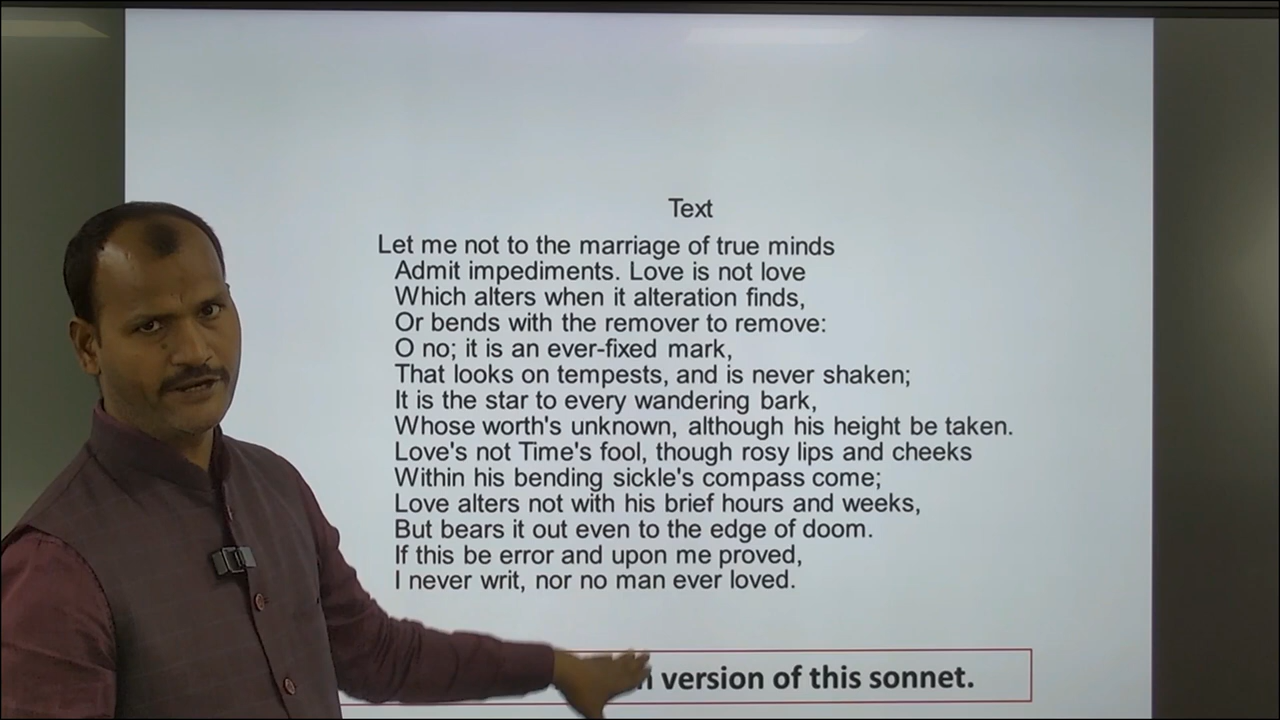 Text
Let me not to the marriage of true minds
Admit impediments. Love is not love
Which alters when it alteration finds,
Or bends with the remover to remove:
O no; it is an ever-fixed mark,
That looks on tempests, and is never shaken;
It is the star to every wandering bark,
Whose worth's unknown, although his height be taken.
Love's not Time's fool, though rosy lips and cheeks
Within his bending sickle's compass come;
Love alters not with his brief hours and weeks,
But bears it out even to the edge of doom.
If this be error and upon me proved,
I never writ, nor no man ever loved.
version of this sonnet.